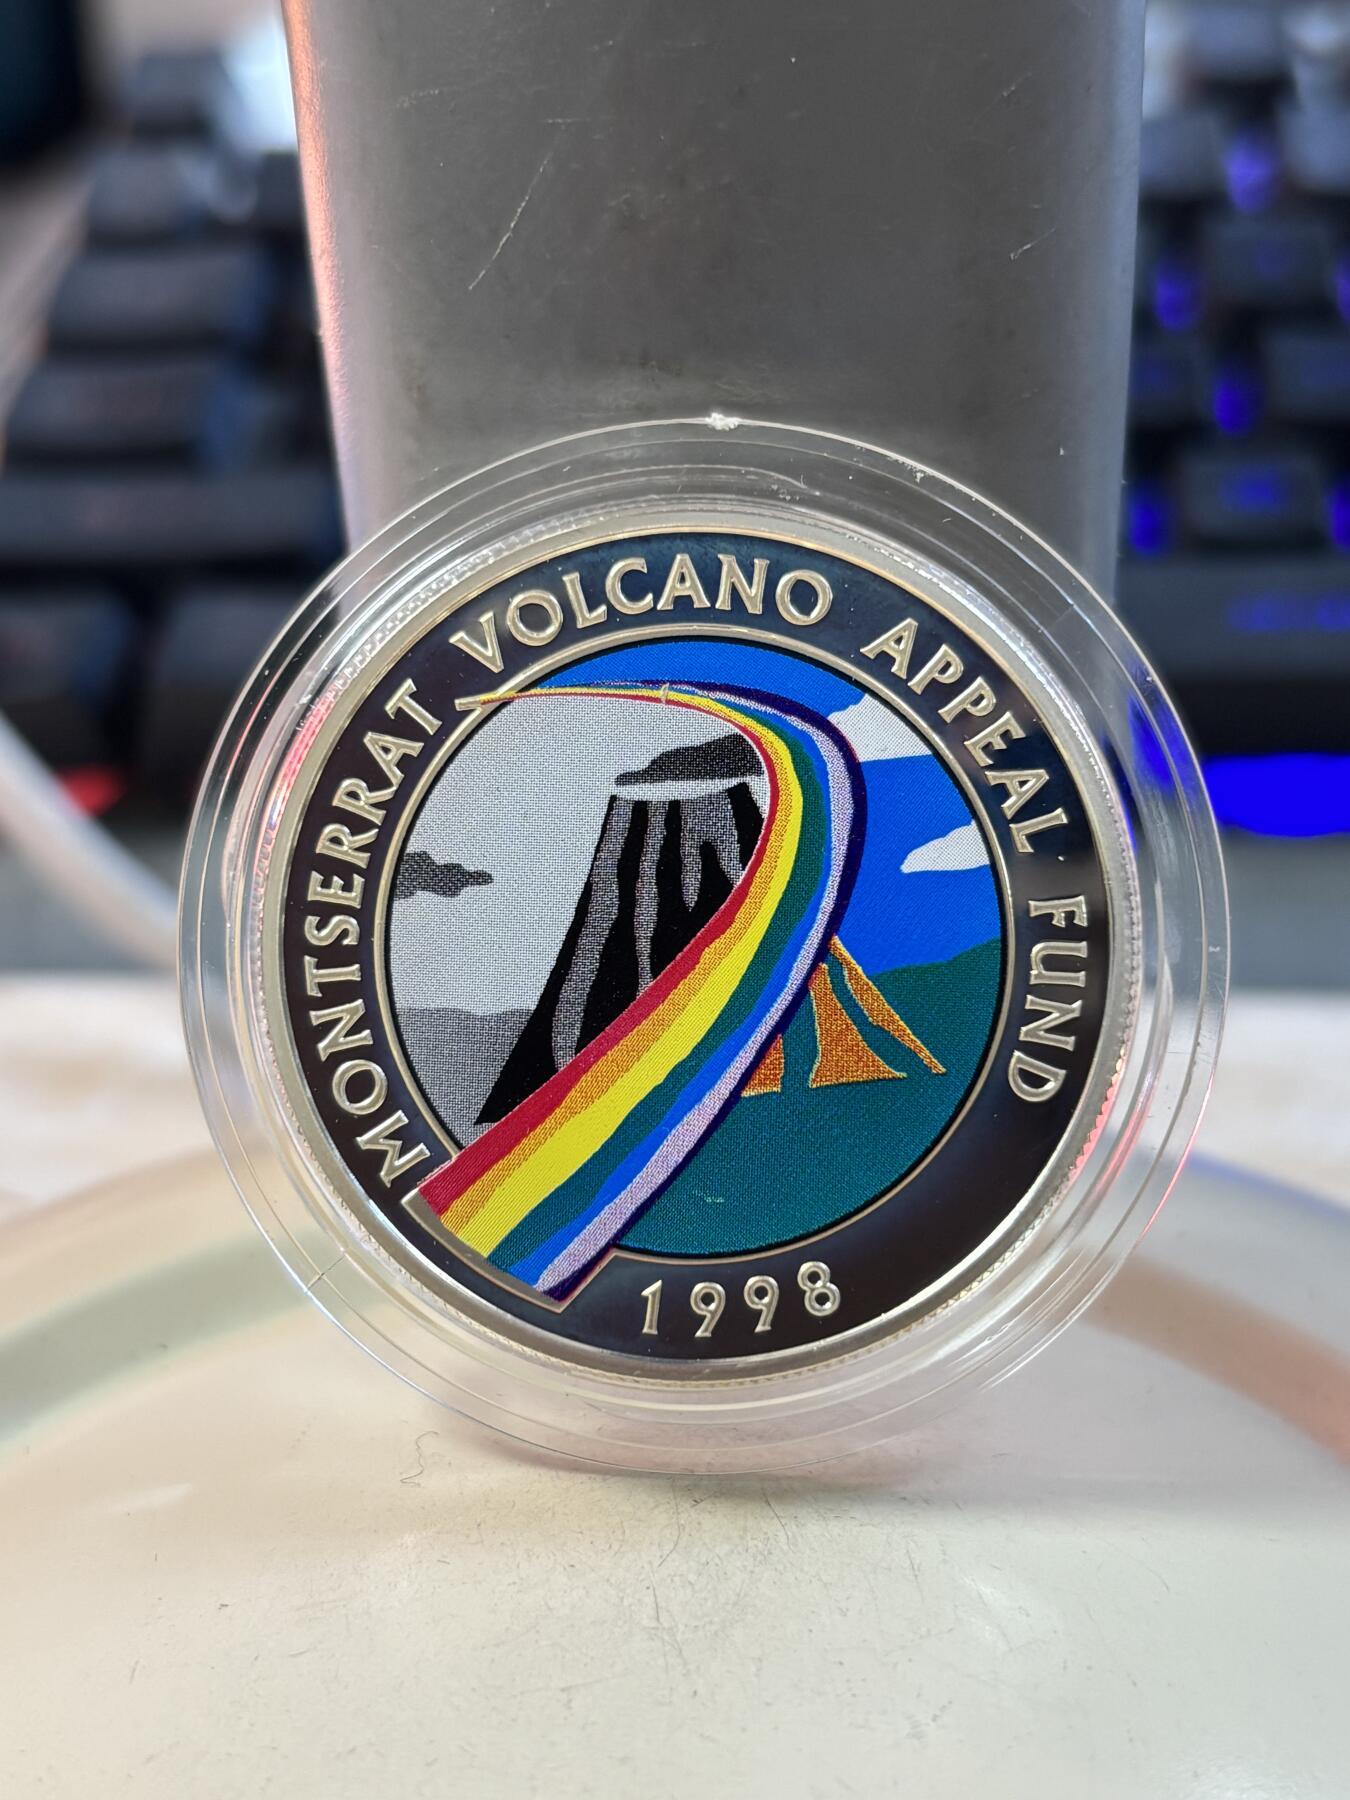 MONTSERRAT VOLCANO APPEAL FUND
1998